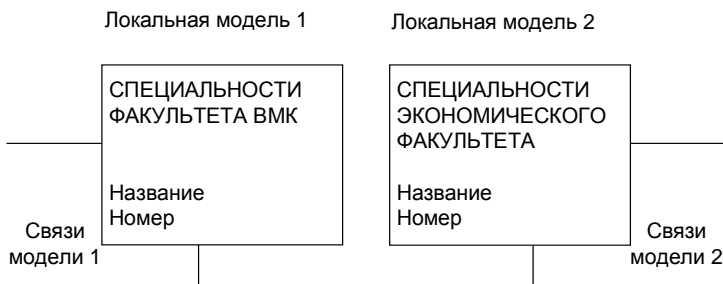 Локальная модель 1
Локальная модель 2
СПЕЦИАЛЬНОСТИ
ФАКУЛЬТЕТА ВМК
Название
Номер
СПЕЦИАЛЬНОСТИ
ЭКОНОМИЧЕСКОГО
ФАКУЛЬТЕТА
Название
Номер
Связи
модели 1
Связи
модели 2